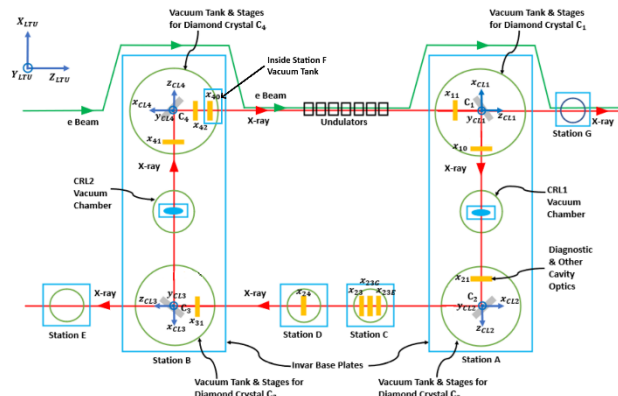 X_LTU
Y_LTU
Z_LTU
Vacuum Tank & Stages
for Diamond Crystal C₄
Inside Station F
Vacuum Tank
Vacuum Tank & Stages
for Diamond Crystal C₁
e Beam
e Beam
x_CL4
z_CL4
y_CL4
C₄
x_40
x_42
x_41
X-ray
Undulators
x_11
x_CL1
C₁
y_CL1
z_CL1
x_10
Station G
X-ray
X-ray
X-ray
CRL2
Vacuum
Chamber
CRL1
Vacuum
Chamber
Diagnostic
& Other
Cavity
Optics
X-ray
Station E
z_CL3
y_CL3
C₃
x_CL3
x_31
X-ray
x_24
Station D
x_23
x_23G
x_23E
Station C
X-ray
x_21
C₂
y_CL2
x_CL2
z_CL2
Station B
Invar Base Plates
Station A
Vacuum Tank & Stages for
Diamond Crystal
Vacuum Tank & Stages for
Diamond Crystal